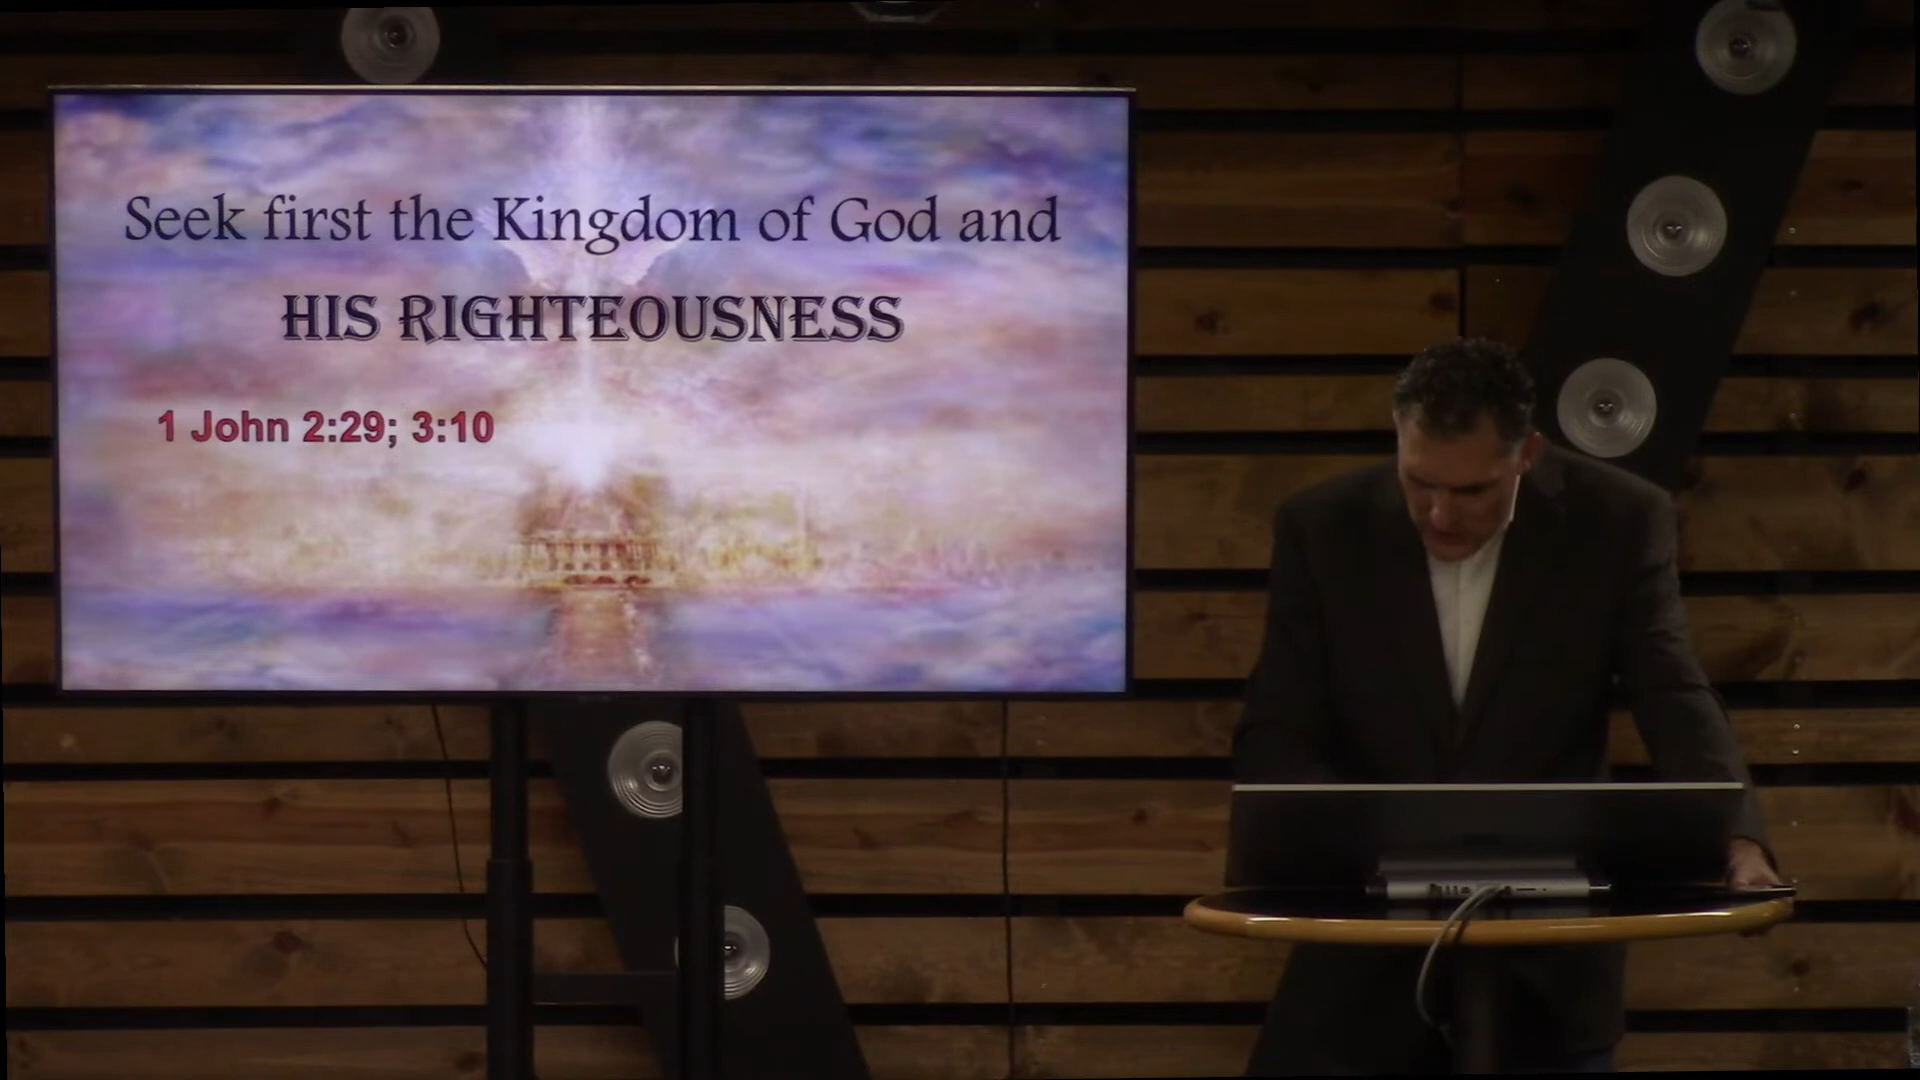 Seek first the Kingdom of God and
HIS RIGHTEOUSNESS
1 John 2:29; 3:10